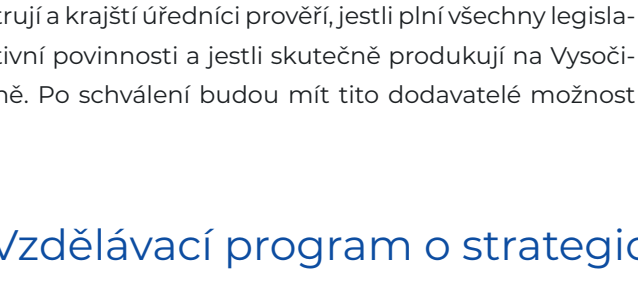 trují a krajští úředníci prověří, jestli plní všechny legisla-
tivní povinnosti a jestli skutečně produkují na Vysoči-
ně. Po schválení budou mít tito dodavatelé možnost
Vzdělávací program o strategic